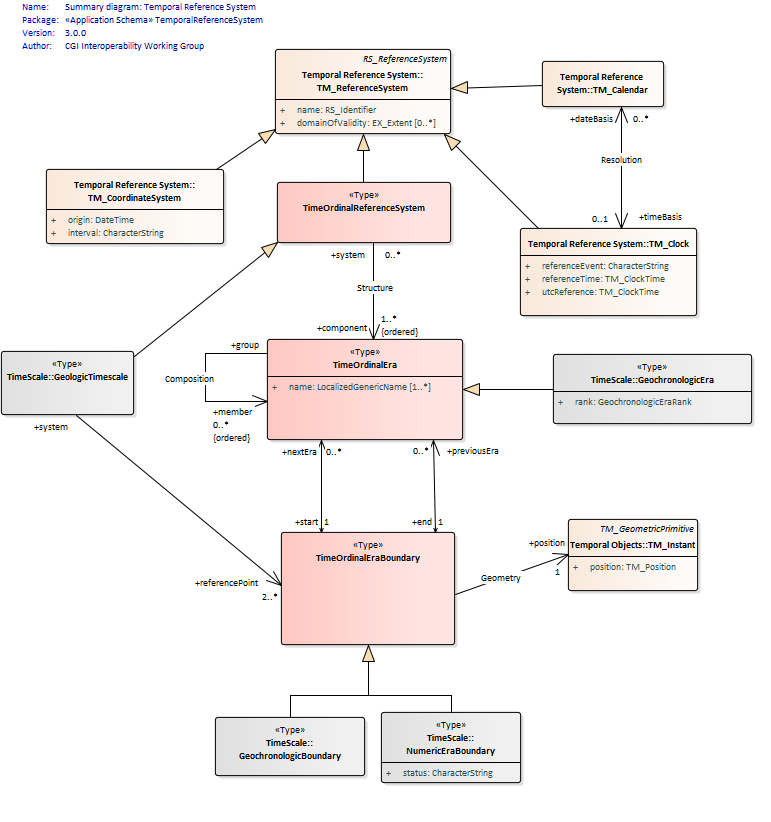 Name: Summary diagram: Temporal Reference System
Package: «Application Schema» TemporalReferenceSystem
Version: 3.0.0
Author: CGI Interoperability Working Group
RS_ReferenceSystem
Temporal Reference System::
TM_ReferenceSystem
+ name: RS_Identifier
+ domainOfValidity: EX_Extent [0..*]
Temporal Reference
System::TM_Calendar
+dateBasis 0..*
Resolution
0..1 +timeBasis
Temporal Reference System::
TM_CoordinateSystem
+ origin: DateTime
+ interval: CharacterString
«Type»
TimeOrdinalReferenceSystem
Temporal Reference System::TM_Clock
+ referenceEvent: CharacterString
+ referenceTime: TM_ClockTime
+ utcReference: TM_ClockTime
+system 0..*
Structure
1..*
+component {ordered}
«Type»
TimeScale::GeologicTimescale
+group
Composition
+member
0..*
{ordered}
«Type»
TimeOrdinalEra
+ name: LocalizedGenericName [1..*]
«Type»
TimeScale::GeochronologicEra
+ rank: GeochronologicEraRank
+system
+nextEra 0..*
0..* +previousEra
+start 1
+end 1
«Type»
TimeOrdinalEraBoundary
+referencePoint
2..*
Geometry
+position
1
TM_GeometricPrimitive
Temporal Objects::TM_Instant
+ position: TM_Position
«Type»
TimeScale::
GeochronologicBoundary
«Type»
TimeScale::
NumericEraBoundary
+ status: CharacterString